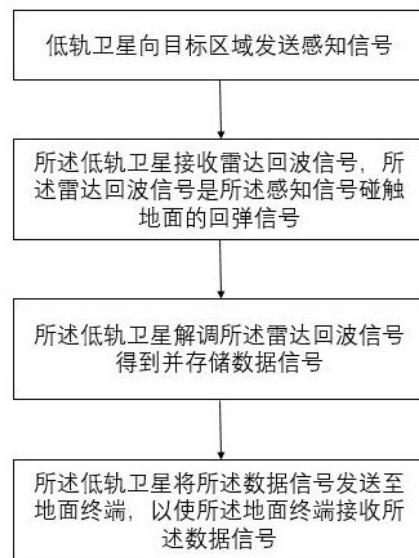 低轨卫星向目标区域发送感知信号
所述低轨卫星接收雷达回波信号，所
述雷达回波信号是所述感知信号碰触
地面的回弹信号
所述低轨卫星解调所述雷达回波信号
得到并存储数据信号
所述低轨卫星将所述数据信号发送至
地面终端，以使所述地面终端接收所
述数据信号